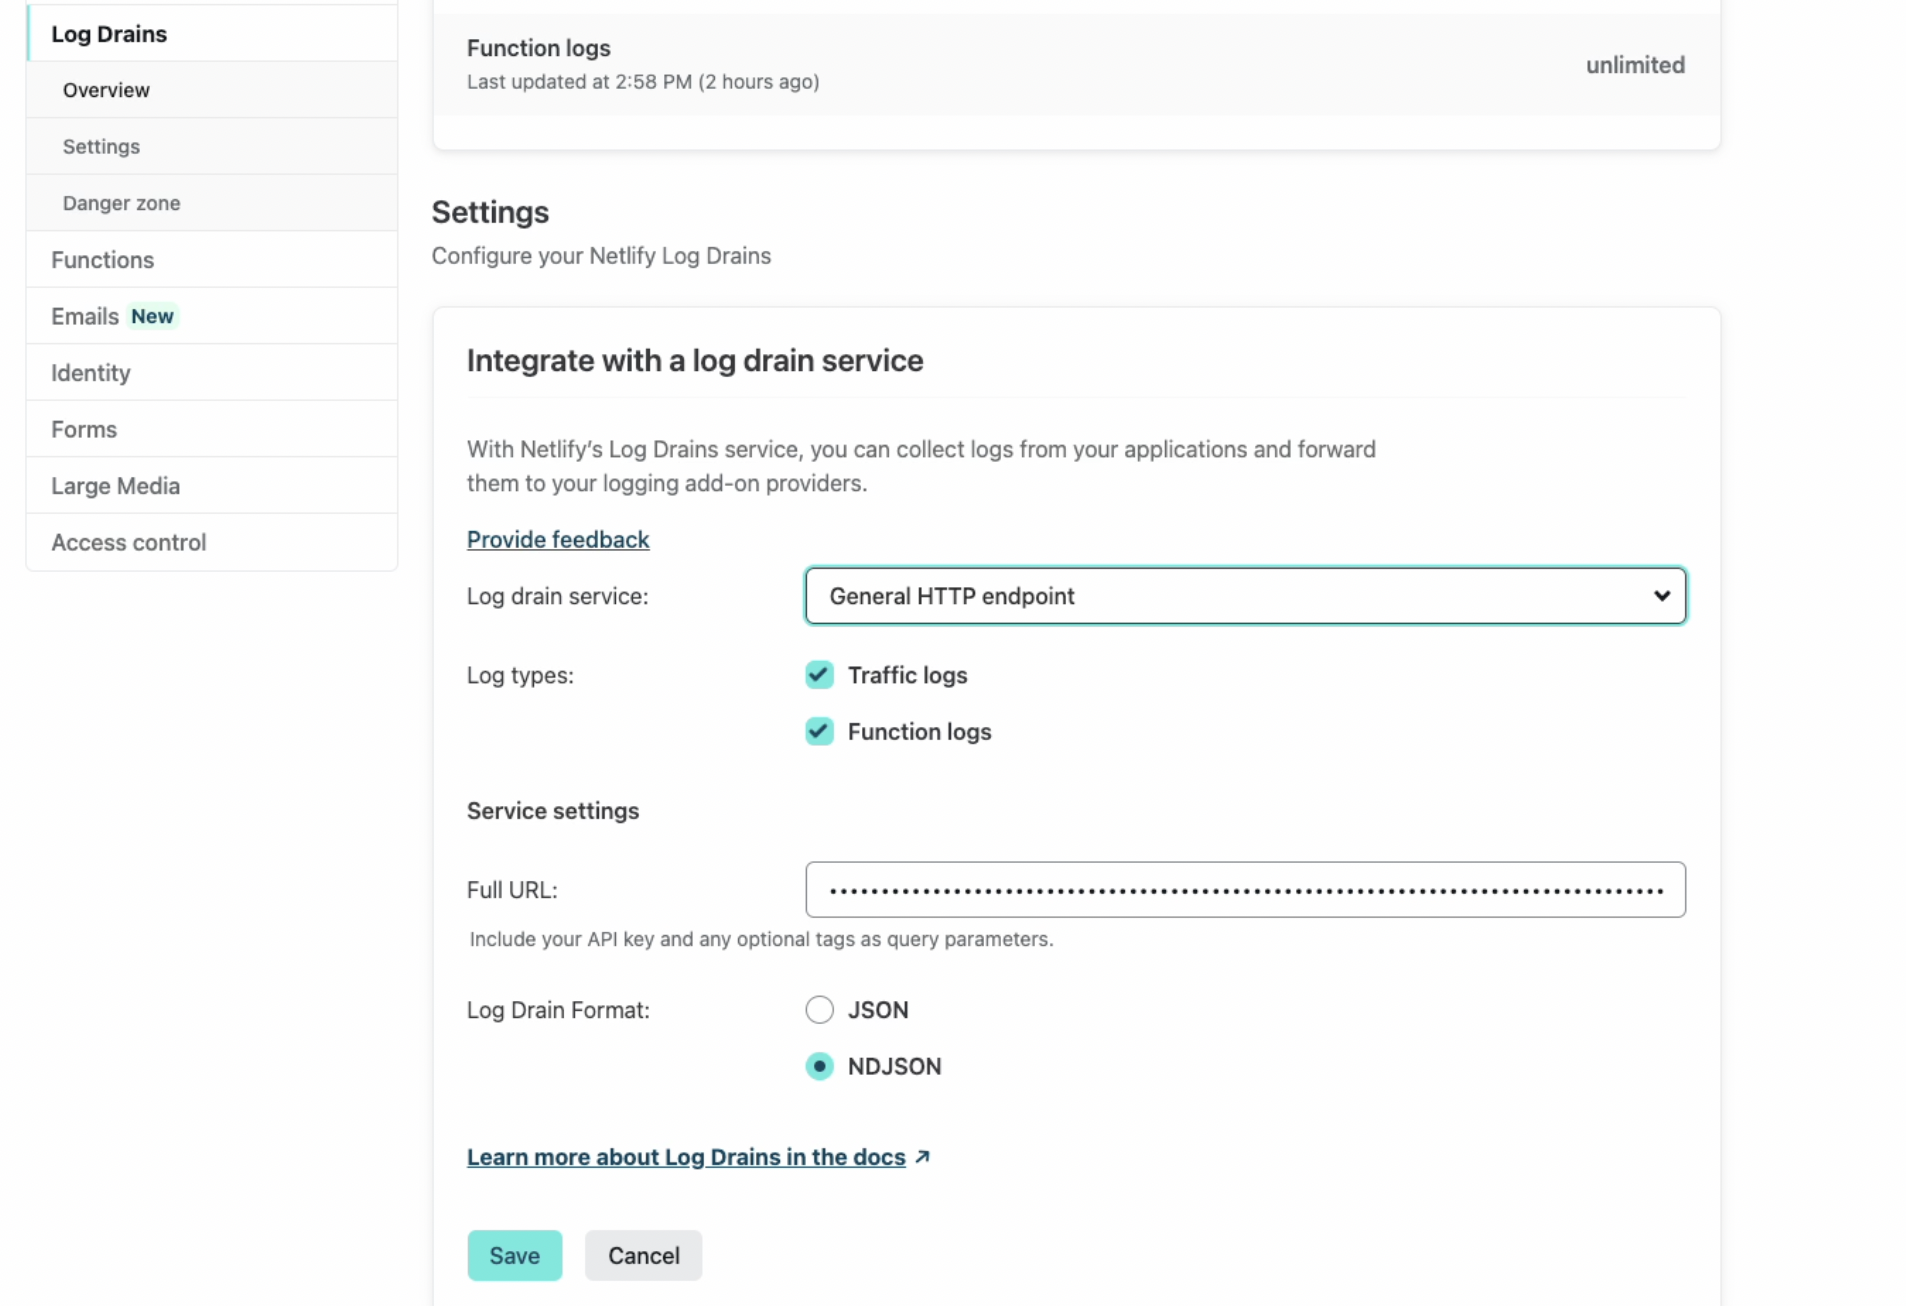 Log Drains
Overview
Settings
Danger zone
Functions
Emails New
Identity
Forms
Large Media
Access control
Function logs
Last updated at 2:58 PM (2 hours ago)
unlimited
Settings
Configure your Netlify Log Drains
Integrate with a log drain service
With Netlify’s Log Drains service, you can collect logs from your applications and forward
them to your logging add-on providers.
Provide feedback
Log drain service:
General HTTP endpoint
Log types:
Traffic logs
Function logs
Service settings
Full URL:
Include your API key and any optional tags as query parameters.
Log Drain Format:
JSON
NDJSON
Learn more about Log Drains in the docs ↗
Save
Cancel